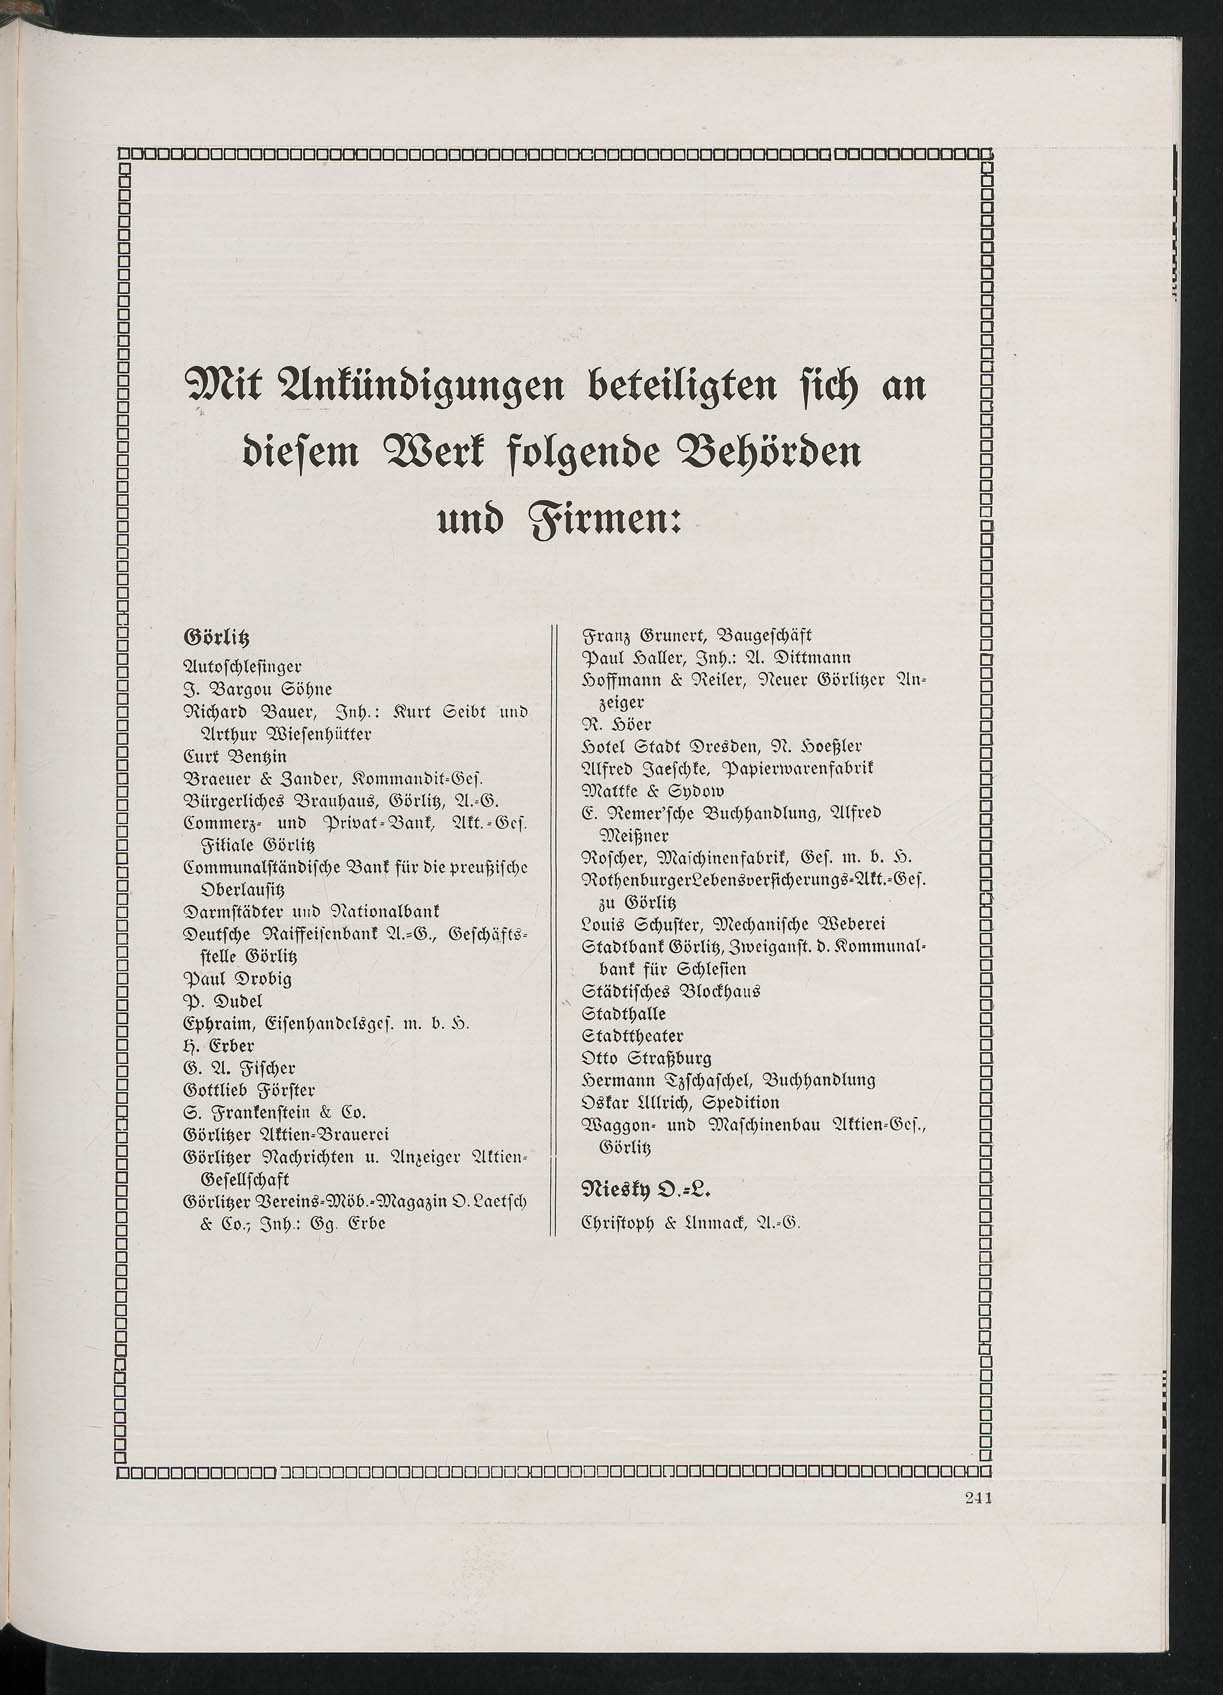 Mit Ankündigungen beteiligten sich an
diesem Werk folgende Behörden
und Firmen:
Görlitz
Autoschlesinger
J. Bargou Söhne
Richard Bauer, Inh.: Kurt Seibt und
Arthur Wiesenhütter
Curt Bentzin
Braeuer & Zander, Kommandit-Ges.
Bürgerliches Brauhaus, Görlitz, A.-G.
Commerz- und Privat-Bank, Akt.-Ges.
Filiale Görlitz
Communalständische Bank für die preußische
Oberlausitz
Darmstädter und Nationalbank
Deutsche Raiffeisenbank A.-G., Geschäfts-
stelle Görlitz
Paul Drobig
P. Dudel
Ephraim, Eisenhandelsges. m. b. H.
H. Erber
G. A. Fischer
Gottlieb Förster
S. Frankenstein & Co.
Görlitzer Aktien-Brauerei
Görlitzer Nachrichten u. Anzeiger Aktien-
Gesellschaft
Görlitzer Vereins-Möb.-Magazin O. Laetsch
& Co.; Inh.: Gg. Erbe
Franz Grunert, Baugeschäft
Paul Haller, Inh.: A. Dittmann
Hoffmann & Reiler, Neuer Görlitzer An-
zeiger
R. Höer
Hotel Stadt Dresden, R. Hoeßler
Alfred Jaeschke, Papierwarenfabrik
Mattke & Sydow
E. Remer'sche Buchhandlung, Alfred
Meißner
Roscher, Maschinenfabrik, Ges. m. b. H.
Rothenburger Lebensversicherungs-Akt.-Ges.
zu Görlitz
Louis Schuster, Mechanische Weberei
Stadtbank Görlitz, Zweiganst. d. Kommunal-
bank für Schlesien
Städtisches Blockhaus
Stadthalle
Stadttheater
Otto Straßburg
Hermann Tzschaschel, Buchhandlung
Oskar Ullrich, Spedition
Waggon- und Maschinenbau Aktien-Ges.,
Görlitz
Niesky O.-L.
Christoph & Unmack, A.-G.
241